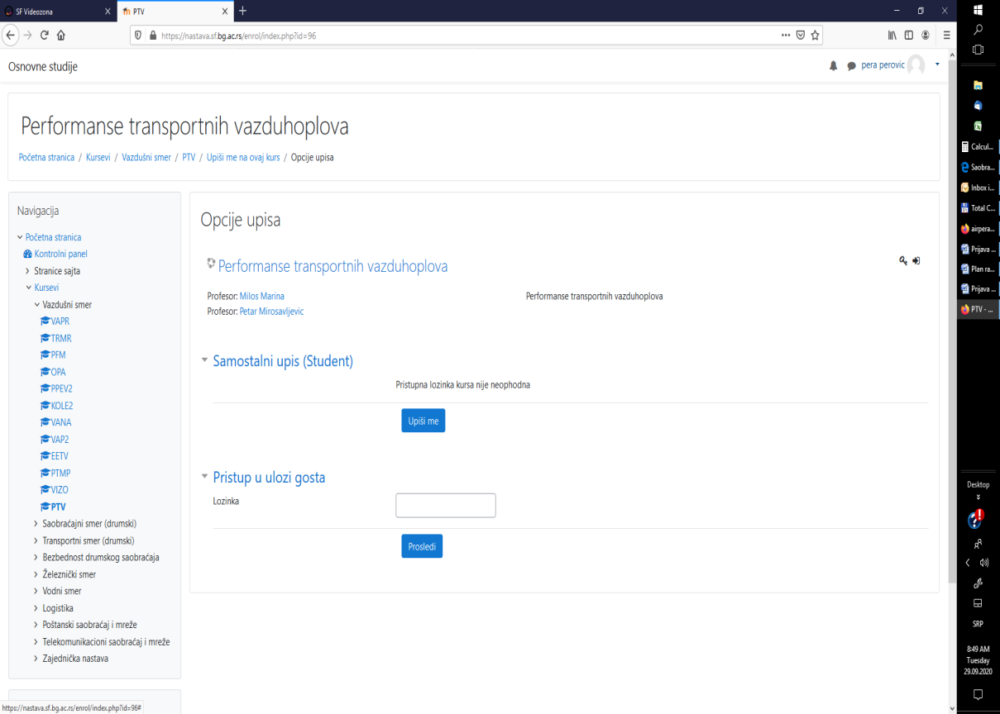 SF Videozona
PTV
https://nastava.sf.bg.ac.rs/enrol/index.php?id=96
Osnovne studije
pera perovic
Performanse transportnih vazduhoplova
Početna stranica / Kursevi / Vazdušni smer / PTV / Upiši me na ovaj kurs / Opcije upisa
Navigacija
Početna stranica
Kontrolni panel
Stranice sajta
Kursevi
Vazdušni smer
VAPR
TRMR
PFM
OPA
PPEV2
KOLE2
VANA
VAP2
EETV
PTMP
VIZO
PTV
Saobraćajni smer (drumski)
Transportni smer (drumski)
Bezbednost drumskog saobraćaja
Železnički smer
Vodni smer
Logistika
Poštanski saobraćaj i mreže
Telekomunikacioni saobraćaj i mreže
Zajednička nastava
Opcije upisa
Performanse transportnih vazduhoplova
Profesor: Milos Marina
Profesor: Petar Mirosavljevic
Performanse transportnih vazduhoplova
Samostalni upis (Student)
Pristupna lozinka kursa nije neophodna
Upiši me
Pristup u ulozi gosta
Lozinka
Prosledi
https://nastava.sf.bg.ac.rs/enrol/index.php?id=96#
Calcul...
Saobra...
Inbox i...
Total C...
airpera...
Prijava ...
Plan ra...
Prijava ...
PTV - ...
Desktop
SRP
8:49 AM
Tuesday
29.09.2020